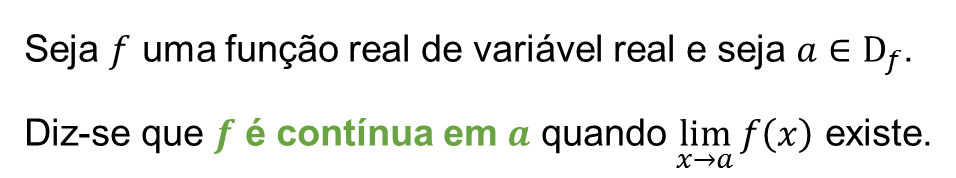 Seja f uma função real de variável real e seja a ∈ D_f.
Diz-se que f é contínua em a quando lim_{x→a} f(x) existe.